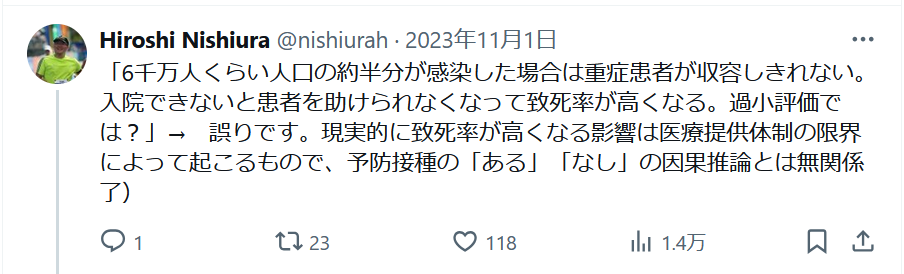 Hiroshi Nishiura @nishiurah · 2023年11月1日
「6千万人くらい人口の約半分が感染した場合は重症患者が収容しきれない。
入院できないと患者を助けられなくなって致死率が高くなる。過小評価で
は？」→　誤りです。現実的に致死率が高くなる影響は医療提供体制の限界
によって起こるもので、予防接種の「ある」「なし」の因果推論とは無関係
了）
1 23 118 1.4万